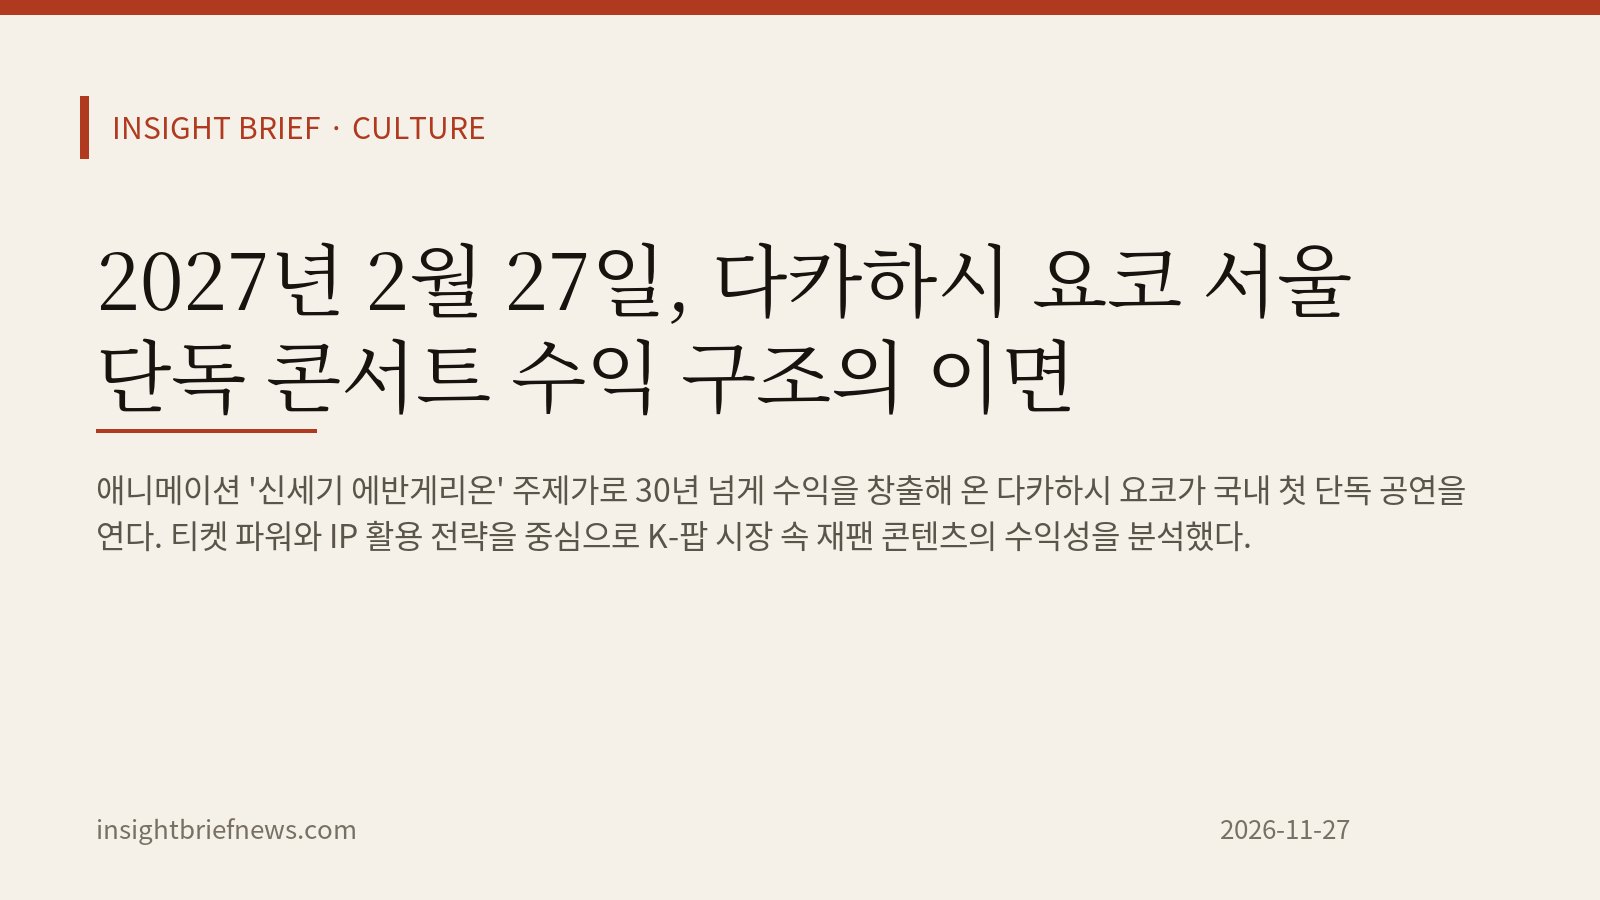 INSIGHT BRIEF · CULTURE
2027년 2월 27일, 다카하시 요코 서울
단독 콘서트 수익 구조의 이면
애니메이션 '신세기 에반게리온' 주제가로 30년 넘게 수익을 창출해 온 다카하시 요코가 국내 첫 단독 공연을
연다. 티켓 파워와 IP 활용 전략을 중심으로 K-팝 시장 속 재팬 콘텐츠의 수익성을 분석했다.
insightbriefnews.com
2026-11-27